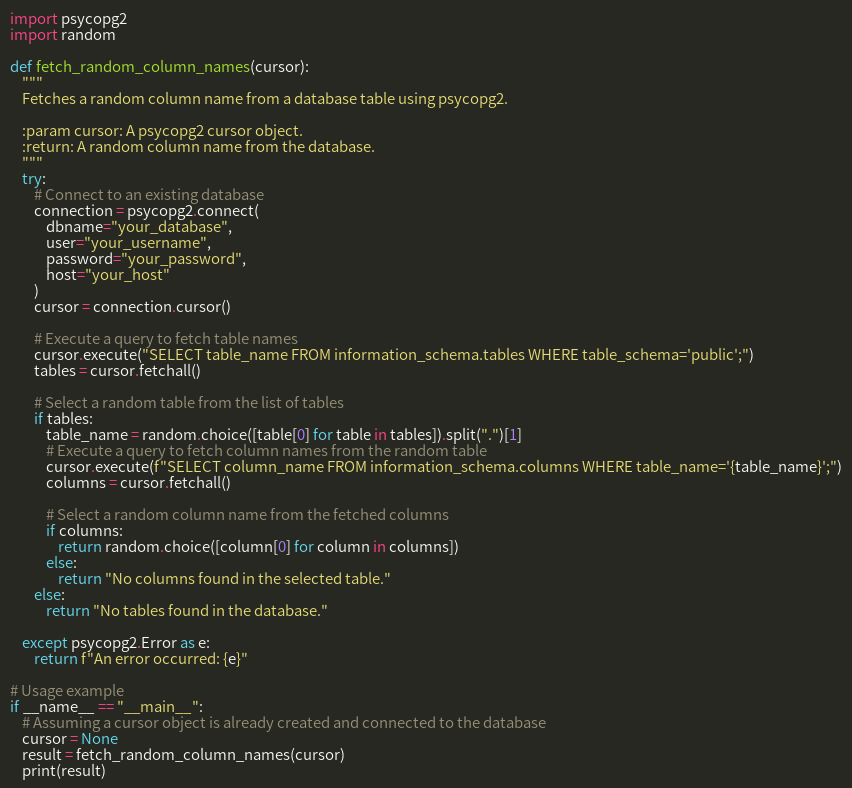 import psycopg2
import random

def fetch_random_column_names(cursor):
    """
    Fetches a random column name from a database table using psycopg2.

    :param cursor: A psycopg2 cursor object.
    :return: A random column name from the database.
    """
    try:
        # Connect to an existing database
        connection = psycopg2.connect(
            dbname="your_database",
            user="your_username",
            password="your_password",
            host="your_host"
        )
        cursor = connection.cursor()

        # Execute a query to fetch table names
        cursor.execute("SELECT table_name FROM information_schema.tables WHERE table_schema='public';")
        tables = cursor.fetchall()

        # Select a random table from the list of tables
        if tables:
            table_name = random.choice([table[0] for table in tables]).split(".")[1]
            # Execute a query to fetch column names from the random table
            cursor.execute(f"SELECT column_name FROM information_schema.columns WHERE table_name='{table_name}';")
            columns = cursor.fetchall()

            # Select a random column name from the fetched columns
            if columns:
                return random.choice([column[0] for column in columns])
            else:
                return "No columns found in the selected table."
        else:
            return "No tables found in the database."

    except psycopg2.Error as e:
        return f"An error occurred: {e}"

# Usage example
if __name__ == "__main__":
    # Assuming a cursor object is already created and connected to the database
    cursor = None
    result = fetch_random_column_names(cursor)
    print(result)